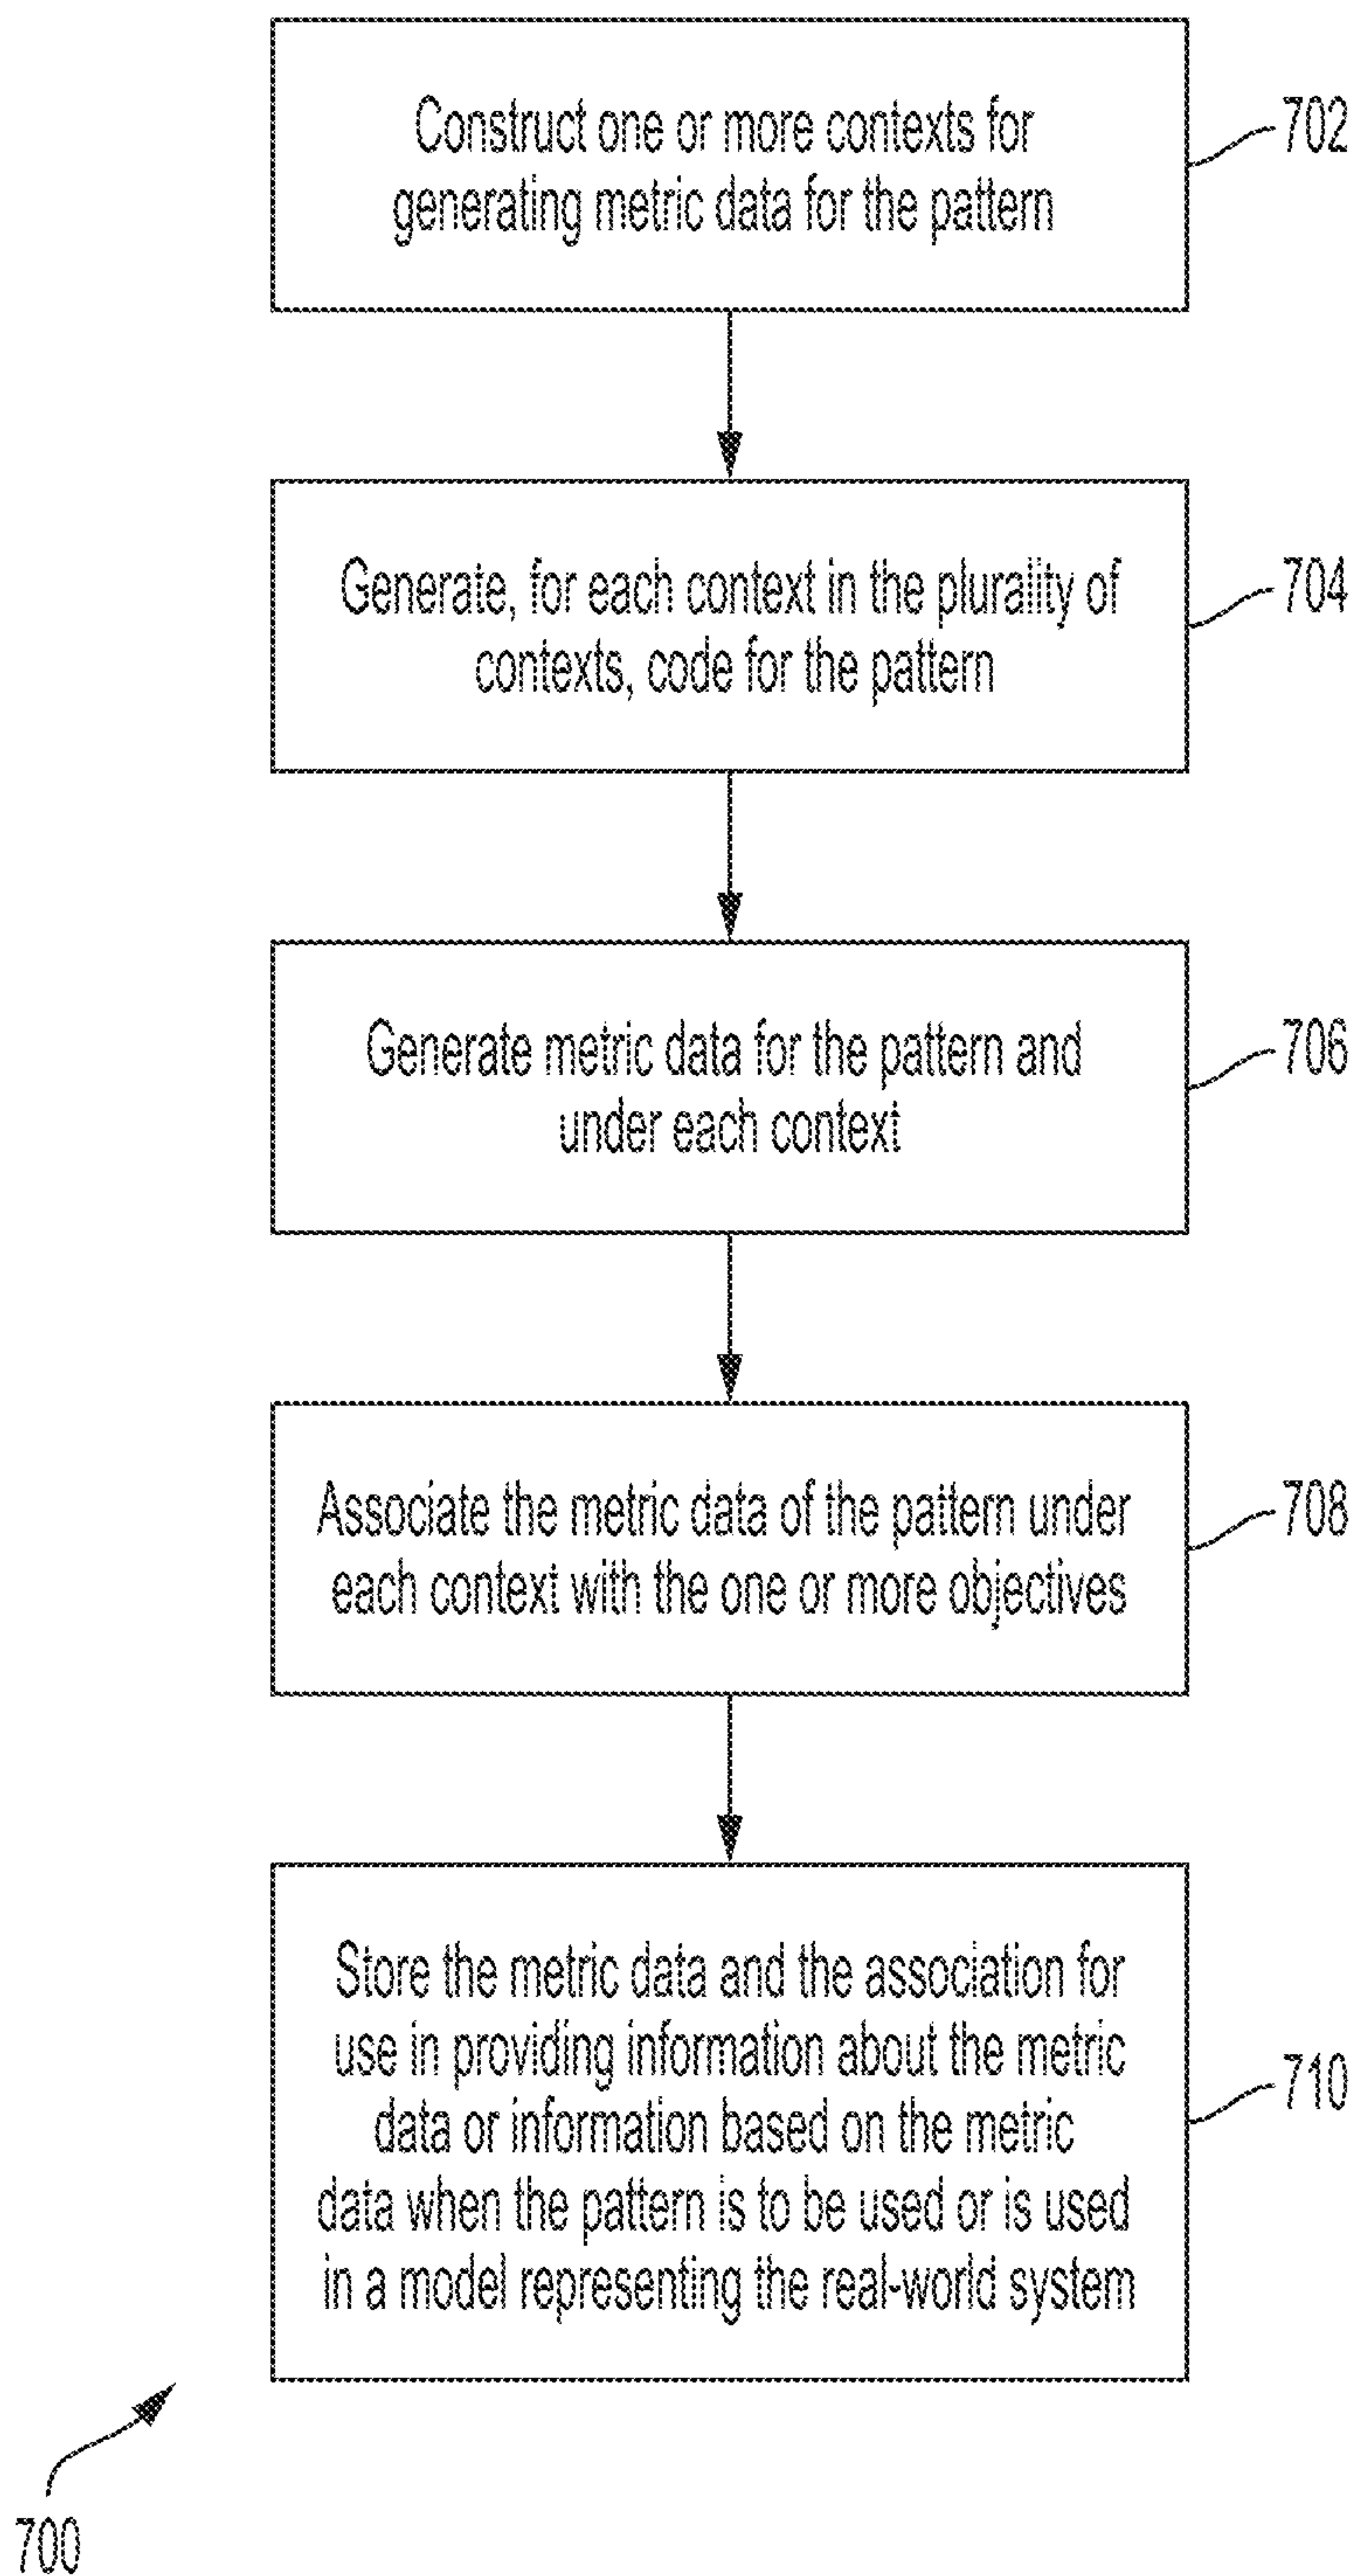 Construct one or more contexts for
generating metric data for the pattern
702
Generate, for each context in the plurality of
contexts, code for the pattern
704
Generate metric data for the pattern and
under each context
706
Associate the metric data of the pattern under
each context with the one or more objectives
708
Store the metric data and the association for
use in providing information about the metric
data or information based on the metric
data when the pattern is to be used or is used
in a model representing the real-world system
710
700